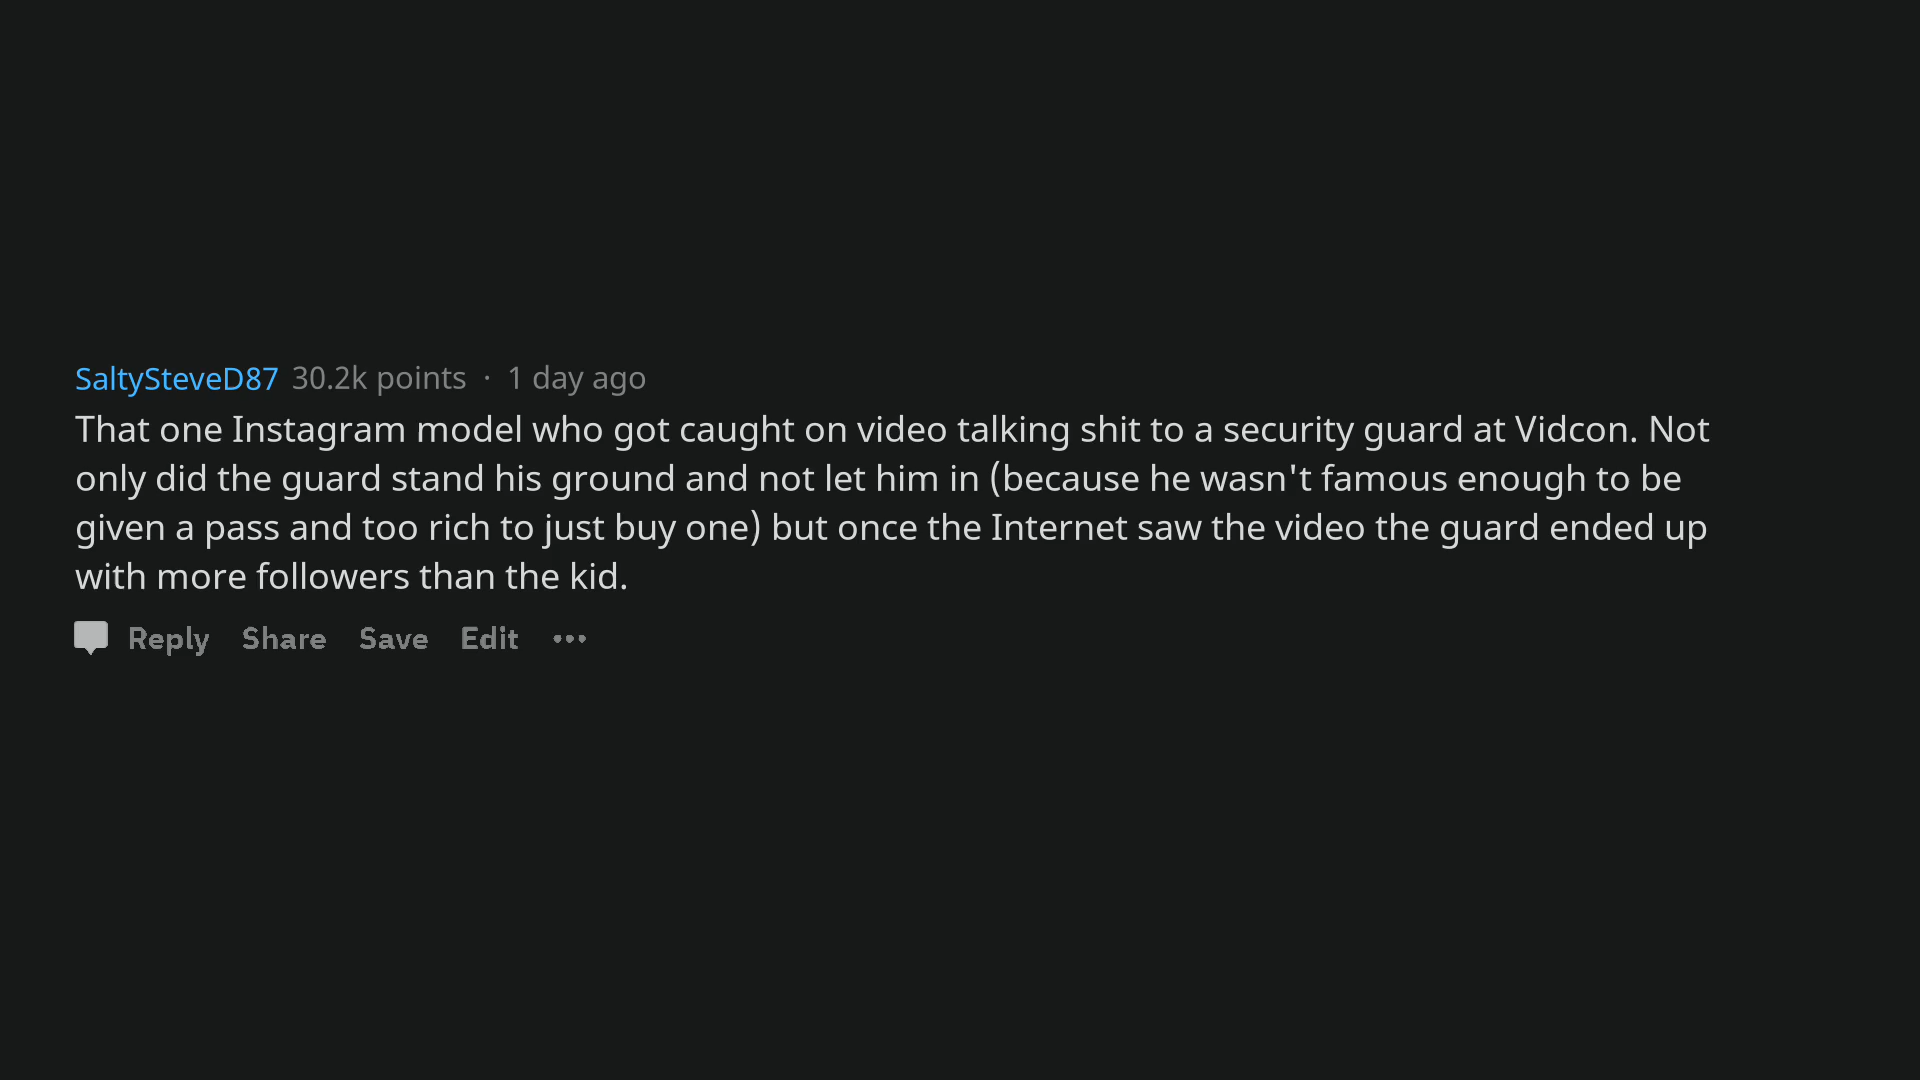 SaltySteveD87 30.2k points · 1 day ago
That one Instagram model who got caught on video talking shit to a security guard at Vidcon. Not
only did the guard stand his ground and not let him in (because he wasn't famous enough to be
given a pass and too rich to just buy one) but once the Internet saw the video the guard ended up
with more followers than the kid.
Reply Share Save Edit •••